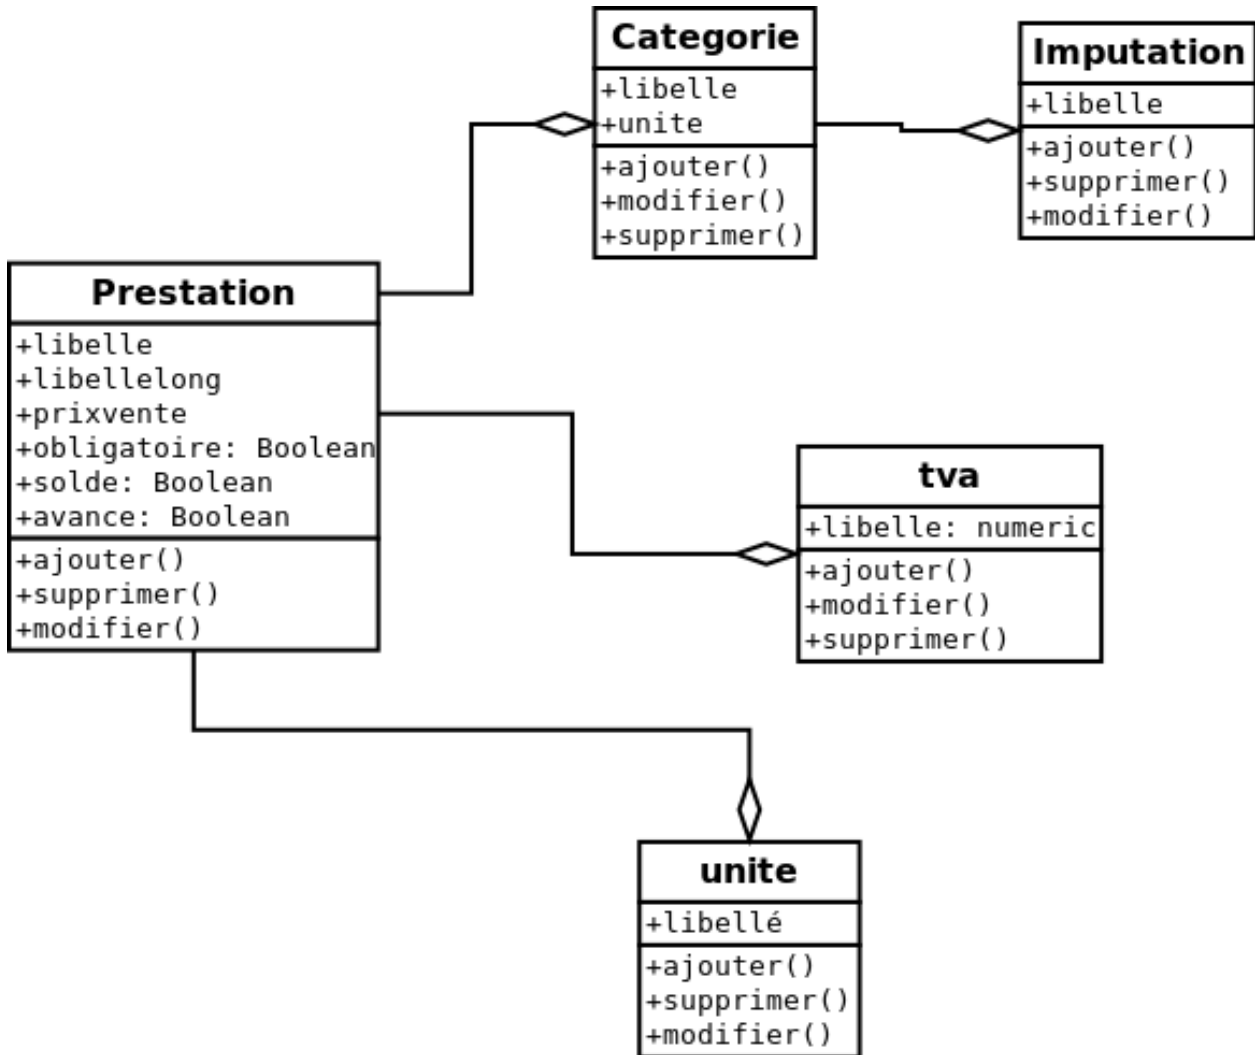 Categorie
+libelle
+unite
+ajouter()
+modifier()
+supprimer()
Imputation
+libelle
+ajouter()
+supprimer()
+modifier()
Prestation
+libelle
+libellelong
+prixvente
+obligatoire: Boolean
+solde: Boolean
+avance: Boolean
+ajouter()
+supprimer()
+modifier()
tva
+libelle: numeric
+ajouter()
+modifier()
+supprimer()
unite
+libellé
+ajouter()
+supprimer()
+modifier()